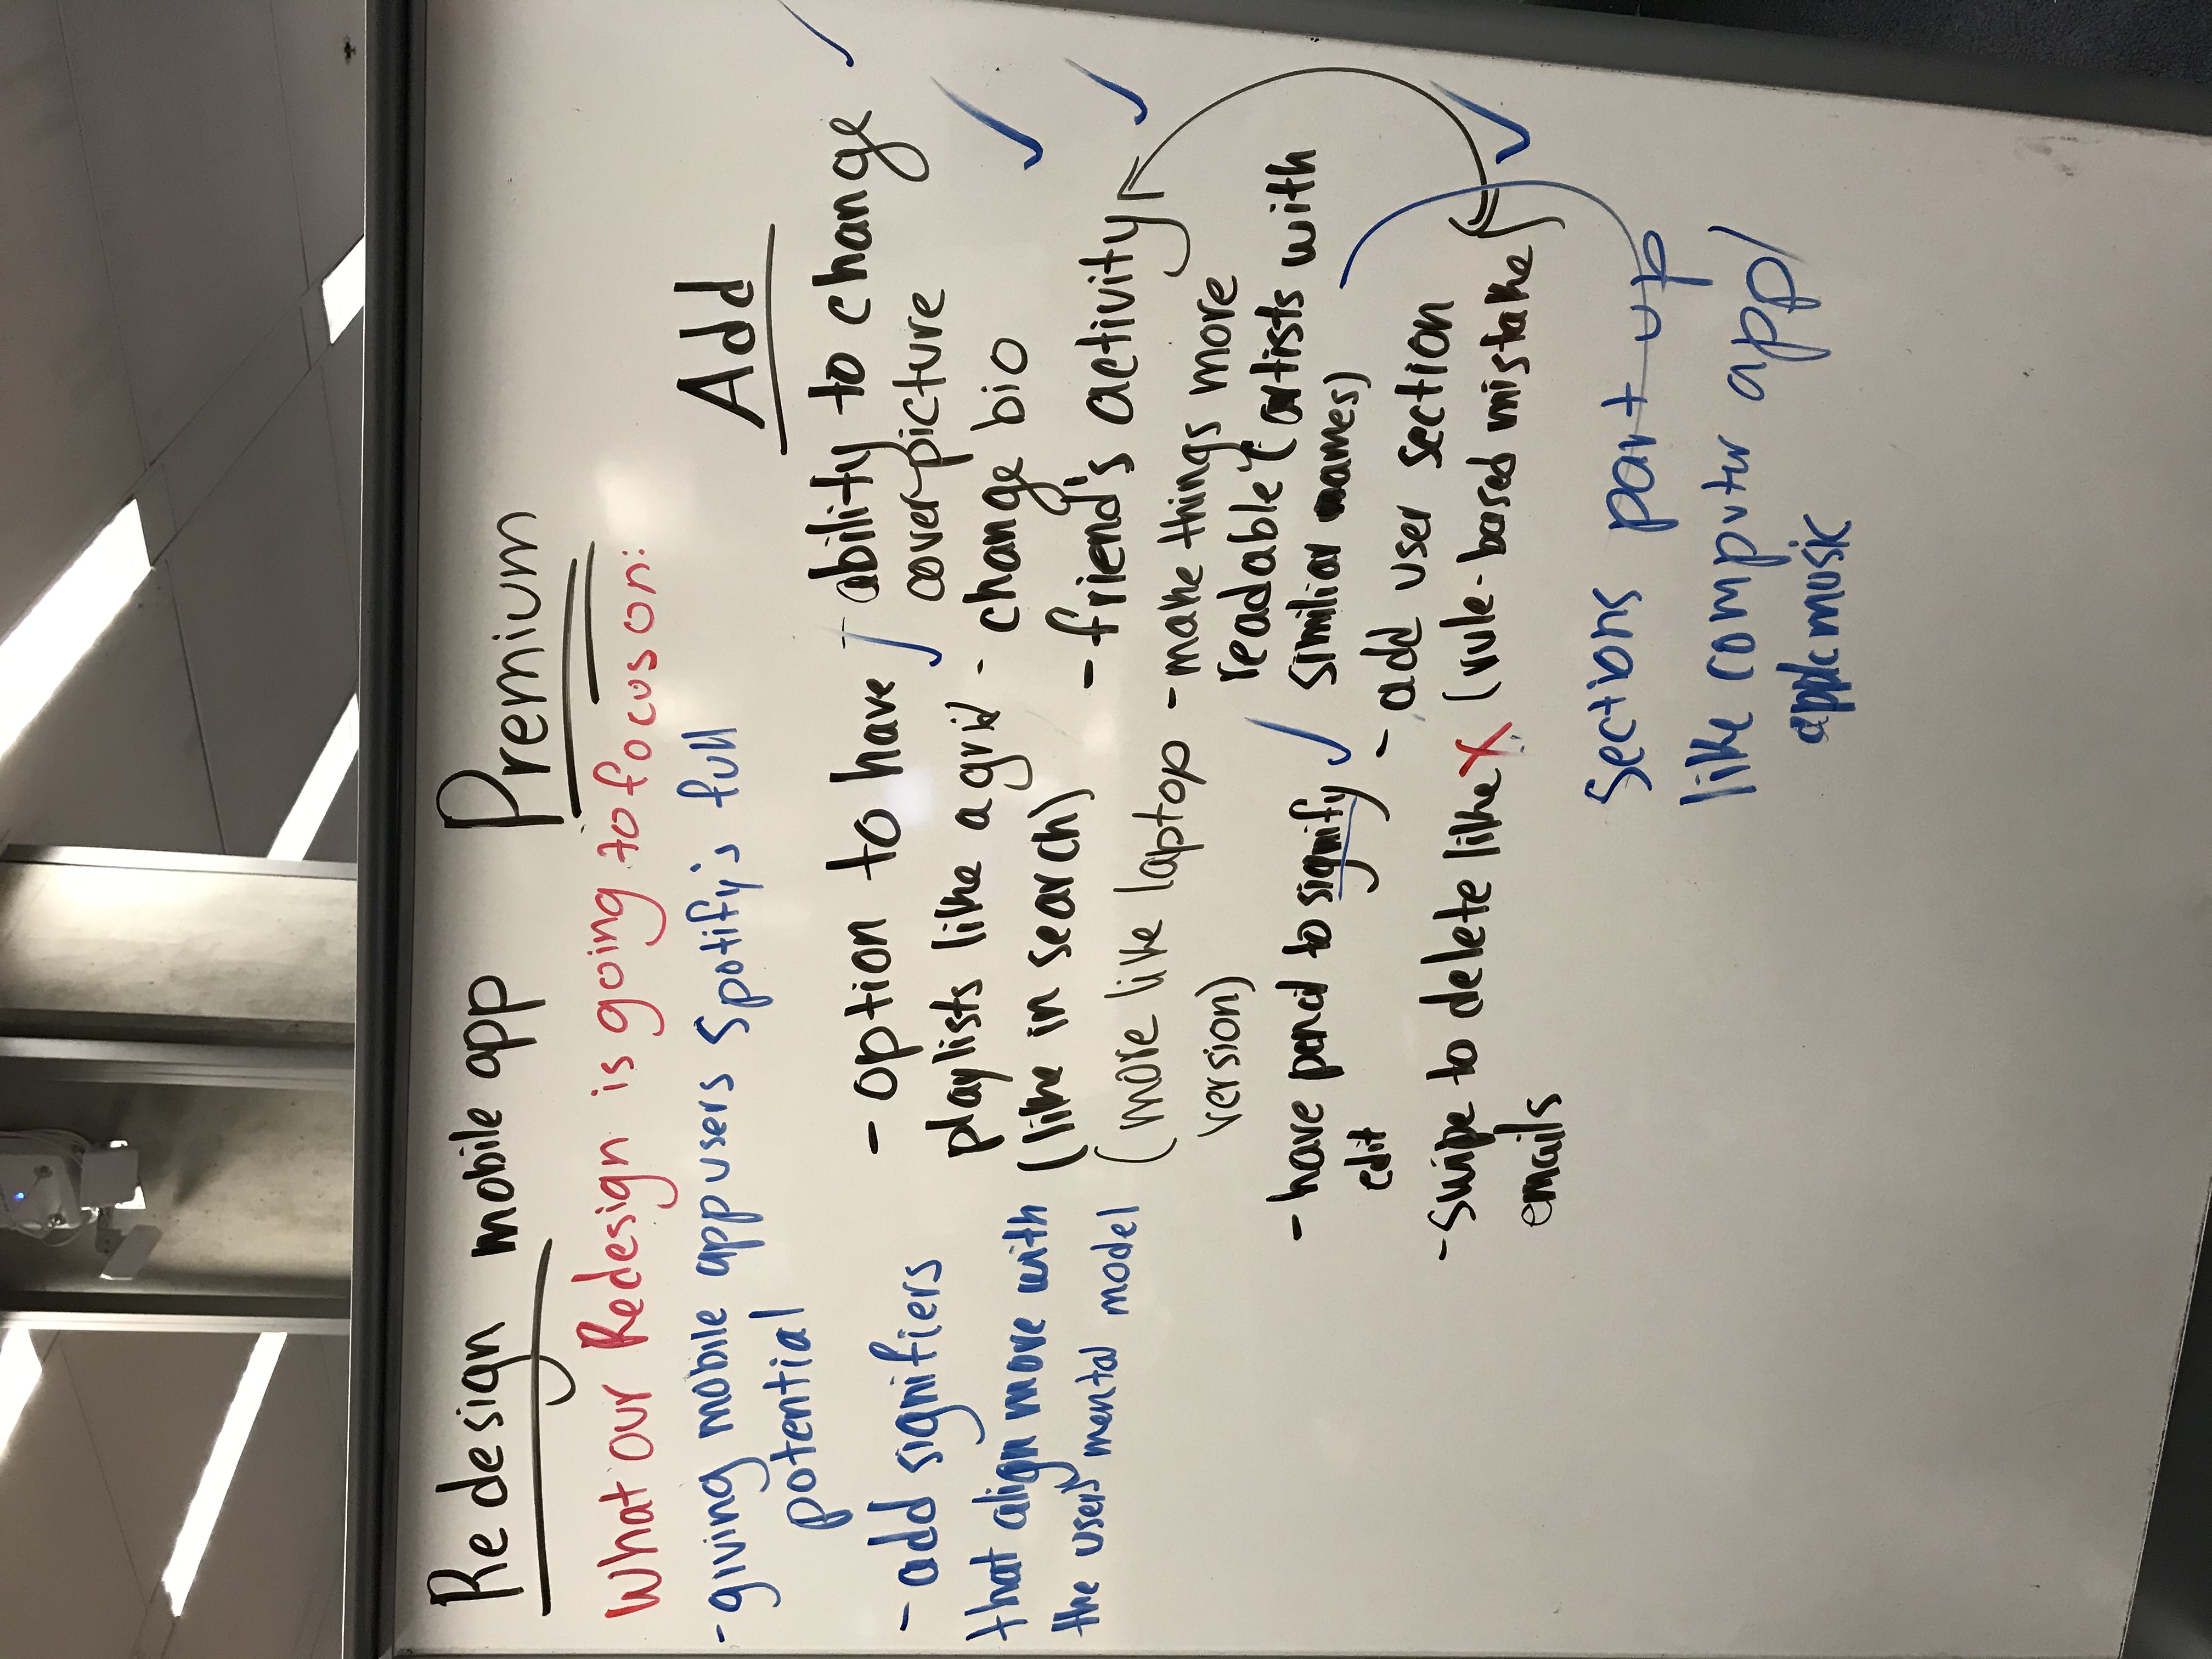 Redesign mobile app Premium
What our Redesign is going to focus on:
-giving mobile app users Spotify's full
potential
- add signifiers
that align more with
the users' mental model
- option to have
playlists like a grid
(like in search)
(more like laptop
version)
- have pencil to signify ✓
edit
-swipe to delete like X
emails
Add
✓ - ability to change ✓
cover picture
- change bio ✓
- friend's activity ✓
- make things more
readable (artists with
similiar names)
- add user section
(rule-based mistake) ✓
Sections part up
like computer app/
apple music